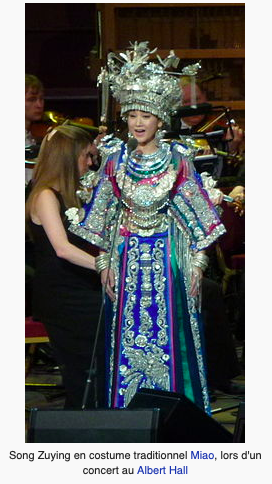 Song Zuying en costume traditionnel Miao, lors d'un
concert au Albert Hall